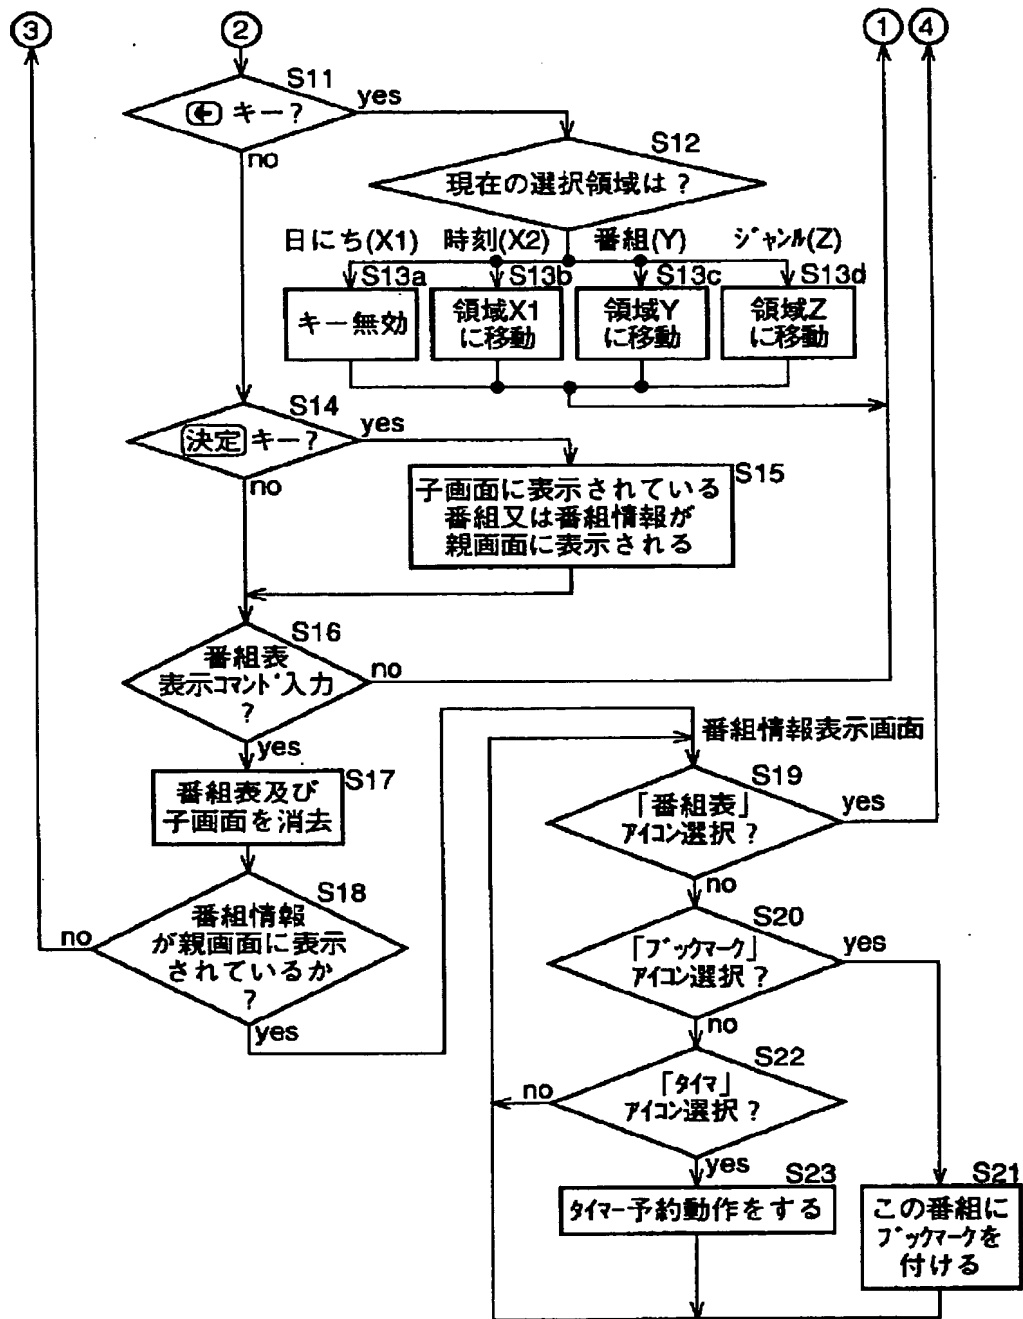 ③
②
①
④
S11
← キー?
yes
no
S12
現在の選択領域は?
日にち(X1)
時刻(X2)
番組(Y)
ジャンル(Z)
S13a
S13b
S13c
S13d
キー無効
領域X1
に移動
領域Y
に移動
領域Z
に移動
S14
決定 キー?
yes
no
S15
子画面に表示されている
番組又は番組情報が
親画面に表示される
S16
番組表
表示コマンド入力
?
no
yes
S17
番組表及び
子画面を消去
S18
番組情報
が親画面に表示
されているか
?
no
yes
番組情報表示画面
S19
「番組表」
アイコン選択?
yes
no
S20
「ブックマーク」
アイコン選択?
yes
no
S22
「タイマ」
アイコン選択?
no
yes
S23
タイマー予約動作をする
S21
この番組に
ブックマークを
付ける